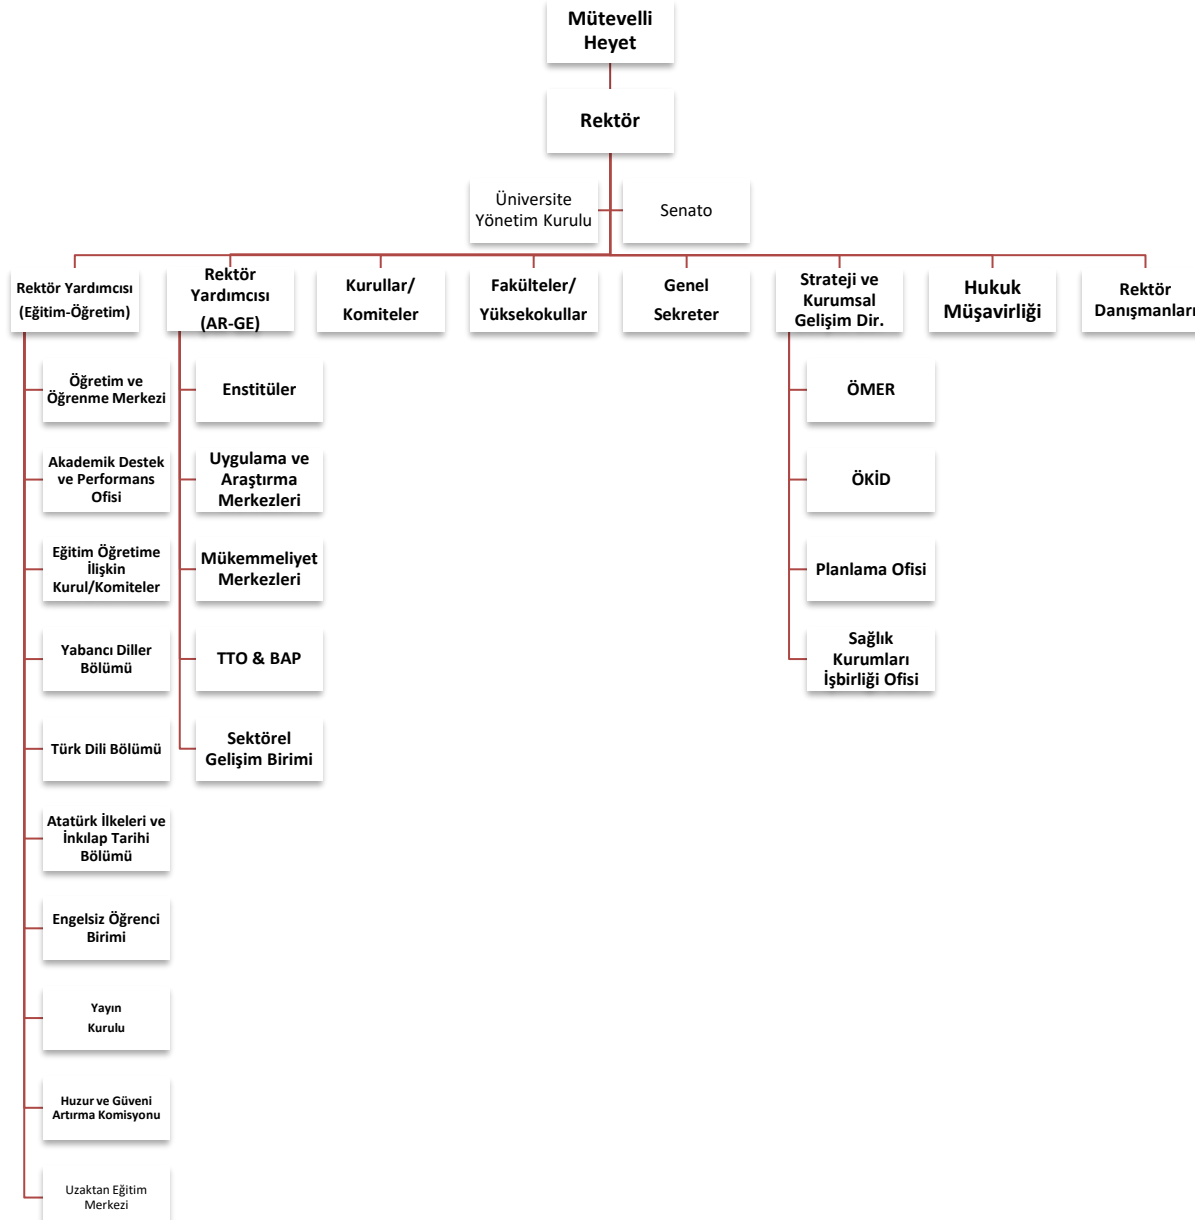 Mütevelli
Heyet
Rektör
Üniversite
Yönetim Kurulu
Senato
Rektör Yardımcısı
(Eğitim-Öğretim)
Rektör
Yardımcısı
(AR-GE)
Kurullar/
Komiteler
Fakülteler/
Yüksekokullar
Genel
Sekreter
Strateji ve
Kurumsal
Gelişim Dir.
Hukuk
Müşavirliği
Rektör
Danışmanları
Öğretim ve
Öğrenme Merkezi
Akademik Destek
ve Performans
Ofisi
Eğitim Öğretime
İlişkin
Kurul/Komiteler
Yabancı Diller
Bölümü
Türk Dili Bölümü
Atatürk İlkeleri ve
İnkılap Tarihi
Bölümü
Engelsiz Öğrenci
Birimi
Yayın
Kurulu
Huzur ve Güveni
Artırma Komisyonu
Uzaktan Eğitim
Merkezi
Enstitüler
Uygulama ve
Araştırma
Merkezleri
Mükemmeliyet
Merkezleri
TTO & BAP
Sektörel
Gelişim Birimi
ÖMER
ÖKİD
Planlama Ofisi
Sağlık
Kurumları
İşbirliği Ofisi